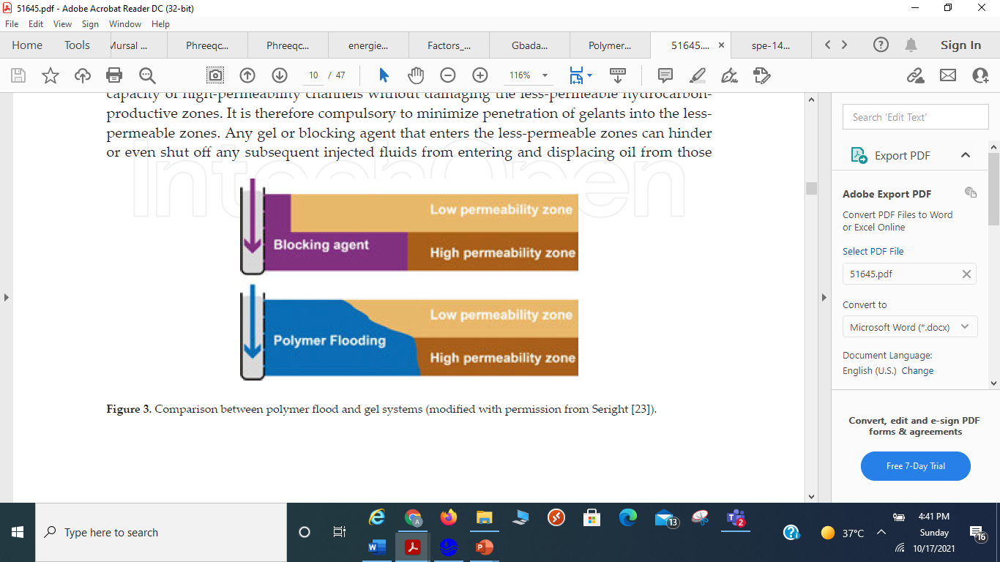 51645.pdf - Adobe Acrobat Reader DC (32-bit)
File Edit View Sign Window Help
Home Tools Mursal ... Phreeqc... Phreeqc... energie... Factors_... Gbada... Polymer... 51645.... spe-14... Sign In
10 / 47 116%
capacity of high-permeability channels without damaging the less-permeable hydrocarbon-
productive zones. It is therefore compulsory to minimize penetration of gelants into the less-
permeable zones. Any gel or blocking agent that enters the less-permeable zones can hinder
or even shut off any subsequent injected fluids from entering and displacing oil from those
IntechOpen
Low permeability zone
Blocking agent
High permeability zone
Low permeability zone
Polymer Flooding
High permeability zone
Figure 3. Comparison between polymer flood and gel systems (modified with permission from Seright [23]).
Search 'Edit Text'
Export PDF
Adobe Export PDF
Convert PDF Files to Word
or Excel Online
Select PDF File
51645.pdf
Convert to
Microsoft Word (*.docx)
Document Language:
English (U.S.) Change
Convert, edit and e-sign PDF
forms & agreements
Free 7-Day Trial
Type here to search
A
13
2
37°C
4:41 PM
Sunday
10/17/2021
16